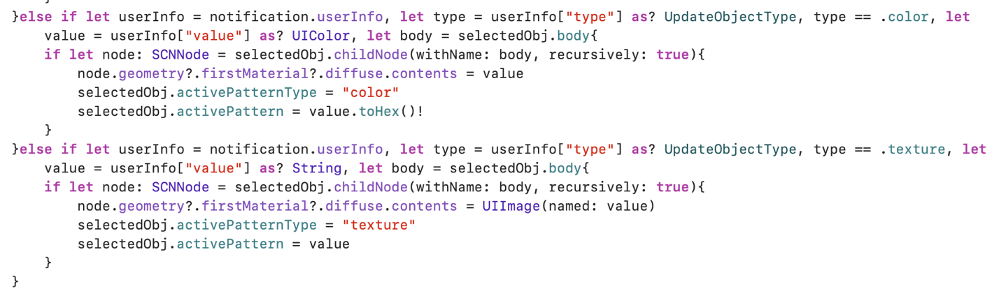 }else if let userInfo = notification.userInfo, let type = userInfo["type"] as? UpdateObjectType, type == .color, let
    value = userInfo["value"] as? UIColor, let body = selectedObj.body{
    if let node: SCNNode = selectedObj.childNode(withName: body, recursively: true){
        node.geometry?.firstMaterial?.diffuse.contents = value
        selectedObj.activePatternType = "color"
        selectedObj.activePattern = value.toHex()!
    }
}else if let userInfo = notification.userInfo, let type = userInfo["type"] as? UpdateObjectType, type == .texture, let
    value = userInfo["value"] as? String, let body = selectedObj.body{
    if let node: SCNNode = selectedObj.childNode(withName: body, recursively: true){
        node.geometry?.firstMaterial?.diffuse.contents = UIImage(named: value)
        selectedObj.activePatternType = "texture"
        selectedObj.activePattern = value
    }
}